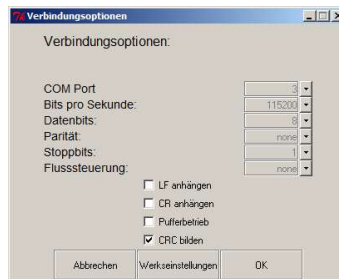 Verbindungsoptionen
Verbindungsoptionen:
COM Port 3
Bits pro Sekunde: 115200
Datenbits: 8
Parität: none
Stoppbits: 1
Flusssteuerung: none
LF anhängen
CR anhängen
Pufferbetrieb
CRC bilden
Abbrechen Werkseinstellungen OK